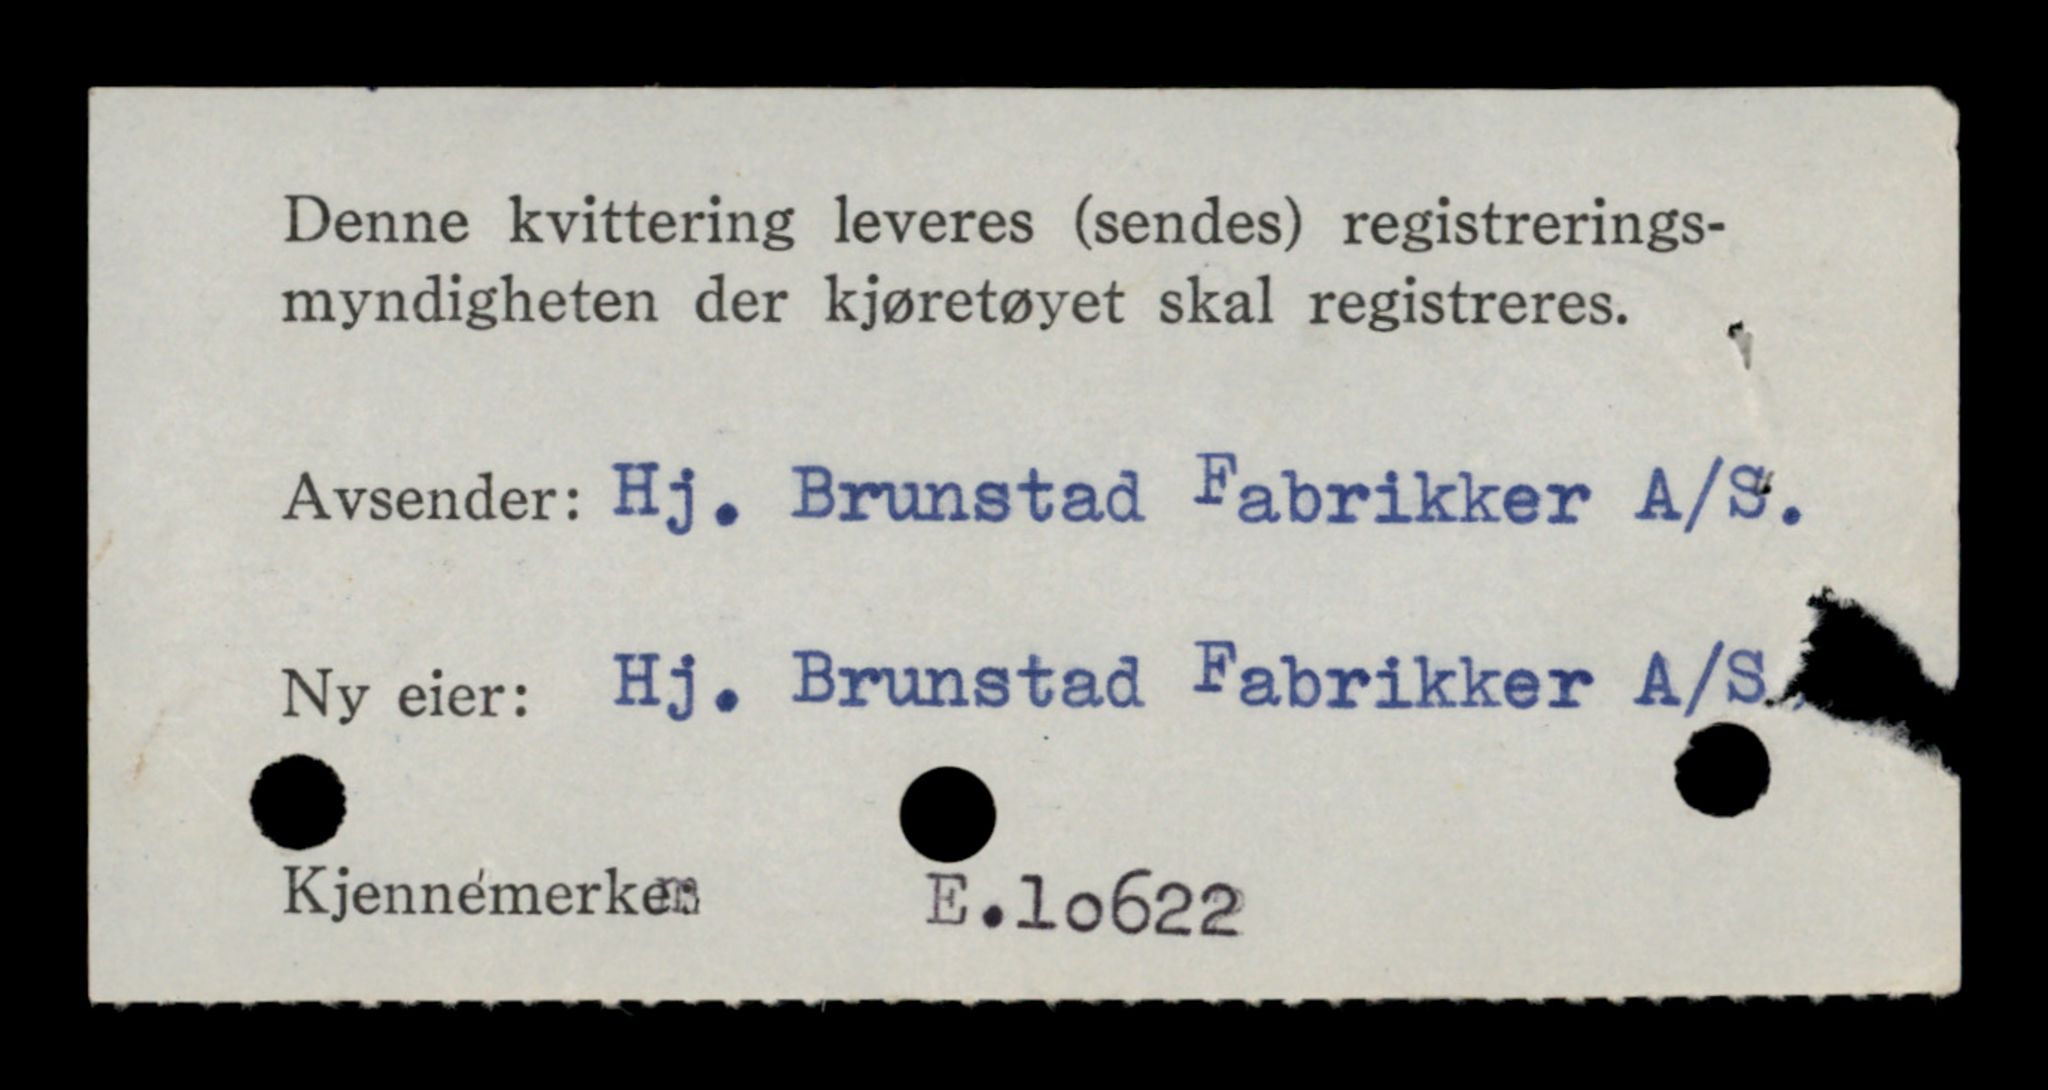 Denne kvittering leveres (sendes) registrerings-
myndigheten der kjøretøyet skal registreres.
Avsender: Hj. Brunstad Fabrikker A/S.
Ny eier: Hj. Brunstad Fabrikker A/S.
Kjennemerke: E.lo622